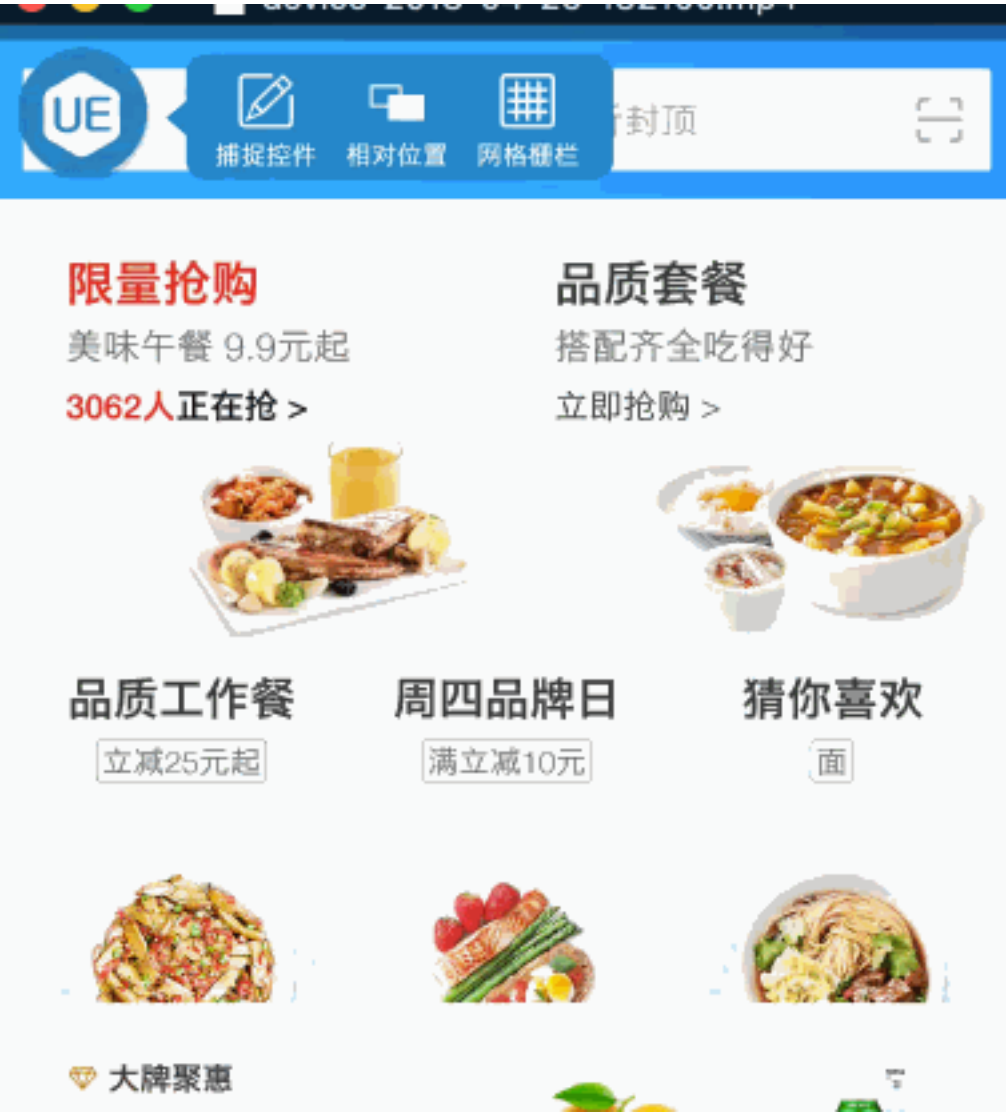 UE
捕捉控件 相对位置 网格栅栏
封顶
限量抢购 品质套餐
美味午餐 9.9元起 搭配齐全吃得好
3062人正在抢 > 立即抢购 >
品质工作餐 周四品牌日 猜你喜欢
立减25元起 满立减10元 面
大牌聚惠